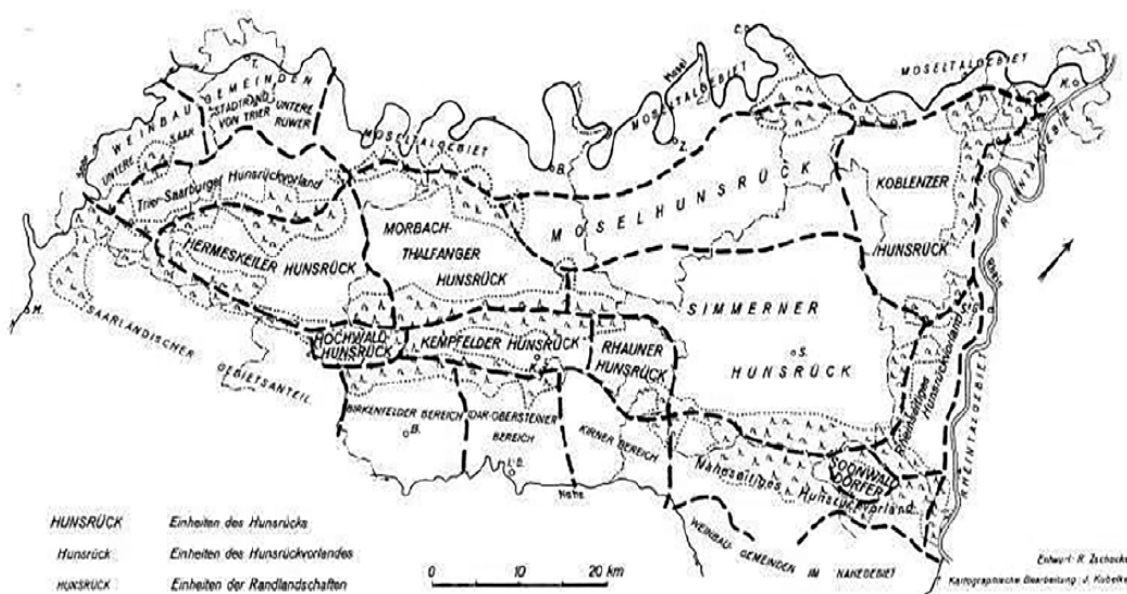 MOSELTALGEBIET
C.
MOSELTALGEBIET
Mosel
T.
WEINBAU
GEMEINDEN
UNTERE SAAR
STADTRAND
VON TRIER
UNTERE
RUWER
MOSELTALGEBIET
K.
RHEINTALGEBIET
Z.
B.
Trier-Saarburger Hunsrückvorland
MOSELHUNSRÜCK
KOBLENZER
HUNSRÜCK
Rhein
HERMESKEILER HUNSRÜCK
MORBACH-
THALFANGER
HUNSRÜCK
M.
SAARLÄNDISCHER
GEBIETSANTEIL
HOCHWALD-
HUNSRÜCK
KEMPFELDER HUNSRÜCK
K.
RHAUNER
HUNSRÜCK
SIMMERNER
S.
HUNSRÜCK
Rheinseitiges Hunsrückvorland
B.
St.G.
RHEINTALGEBIET
BIRKENFELDER BEREICH
B.
IDAR-OBERSTEINER
BEREICH
I.O.
KIRNER BEREICH
Nahe
Naheseitiges Hunsrückvorland
SOONWALD
DÖRFER
WEINBAU-GEMEINDEN IM NAHEGEBIET
HUNSRÜCK Einheiten des Hunsrücks
Hunsrück Einheiten des Hunsrückvorlandes
HUNSRÜCK Einheiten der Randlandschaften
0 10 20 km
Entwurf: R. Zschocke
Kartographische Bearbeitung: J. Kubelke